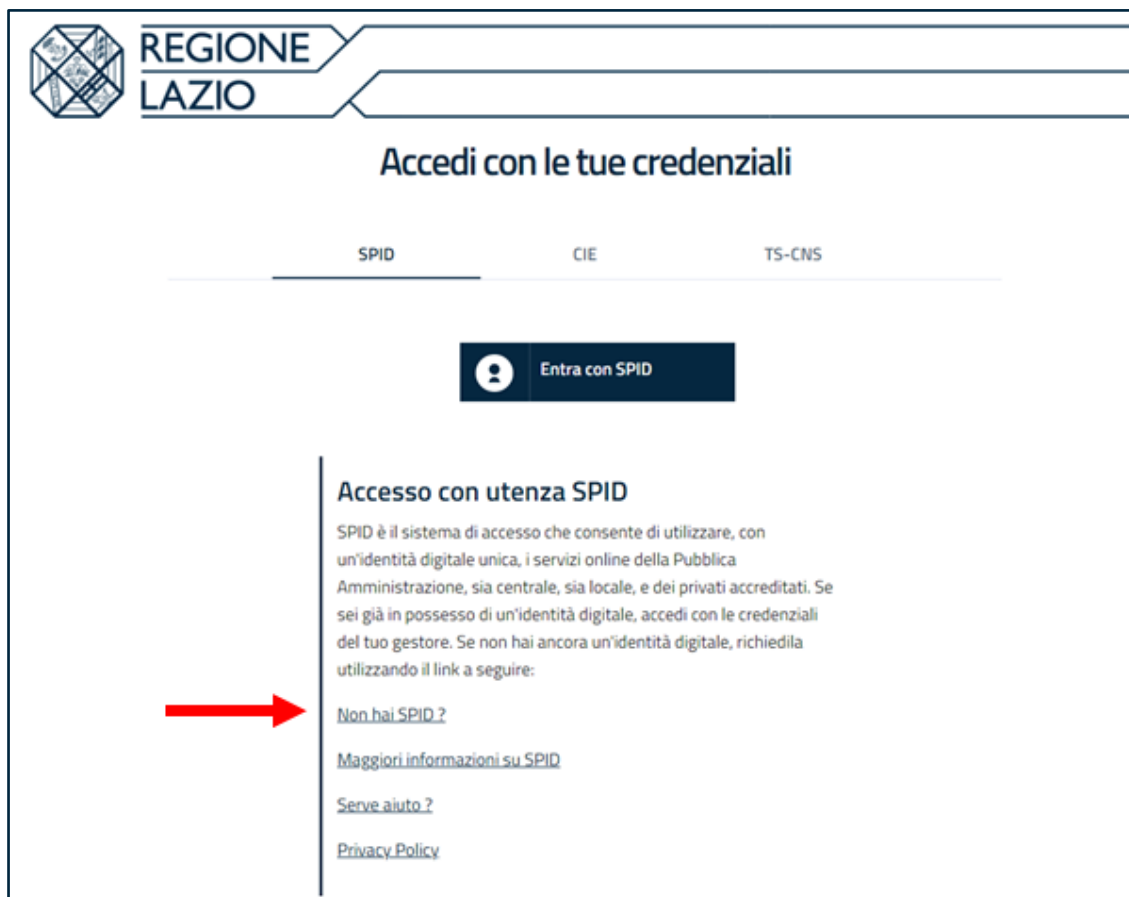 REGIONE
LAZIO
Accedi con le tue credenziali
SPID CIE TS-CNS
Entra con SPID
Accesso con utenza SPID
SPID è il sistema di accesso che consente di utilizzare, con
un'identità digitale unica, i servizi online della Pubblica
Amministrazione, sia centrale, sia locale, e dei privati accreditati. Se
sei già in possesso di un'identità digitale, accedi con le credenziali
del tuo gestore. Se non hai ancora un'identità digitale, richiedila
utilizzando il link a seguire:
Non hai SPID ?
Maggiori informazioni su SPID
Serve aiuto ?
Privacy Policy